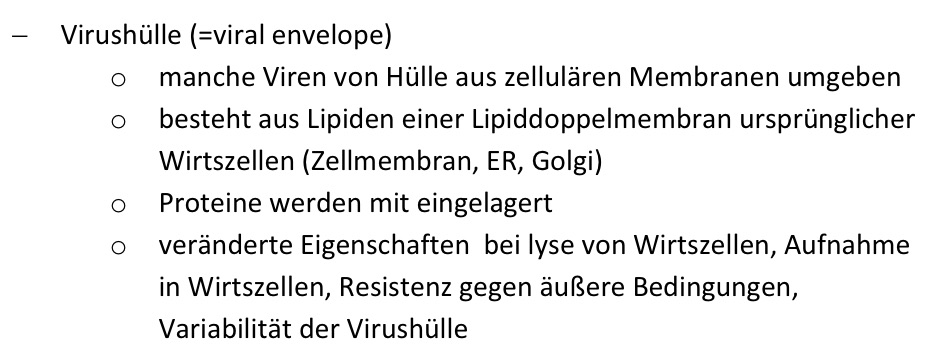 – Virushülle (=viral envelope)
o manche Viren von Hülle aus zellulären Membranen umgeben
o besteht aus Lipiden einer Lipiddoppelmembran ursprünglicher
Wirtszellen (Zellmembran, ER, Golgi)
o Proteine werden mit eingelagert
o veränderte Eigenschaften  bei lyse von Wirtszellen, Aufnahme
in Wirtszellen, Resistenz gegen äußere Bedingungen,
Variabilität der Virushülle